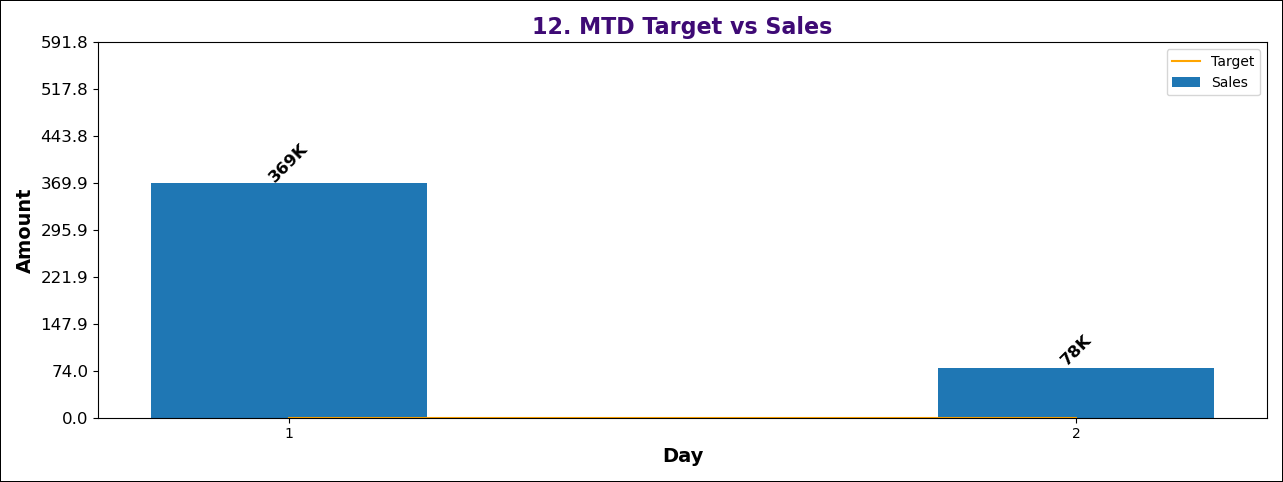 12. MTD Target vs Sales
591.8
517.8
443.8
369.9
295.9
221.9
147.9
74.0
0.0
Amount
369K
78K
Target
Sales
1
2
Day